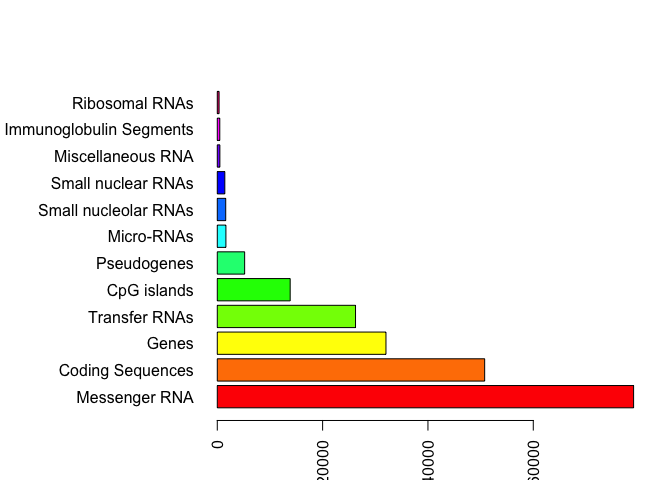 Ribosomal RNAs
Immunoglobulin Segments
Miscellaneous RNA
Small nuclear RNAs
Small nucleolar RNAs
Micro-RNAs
Pseudogenes
CpG islands
Transfer RNAs
Genes
Coding Sequences
Messenger RNA
0
20000
40000
60000